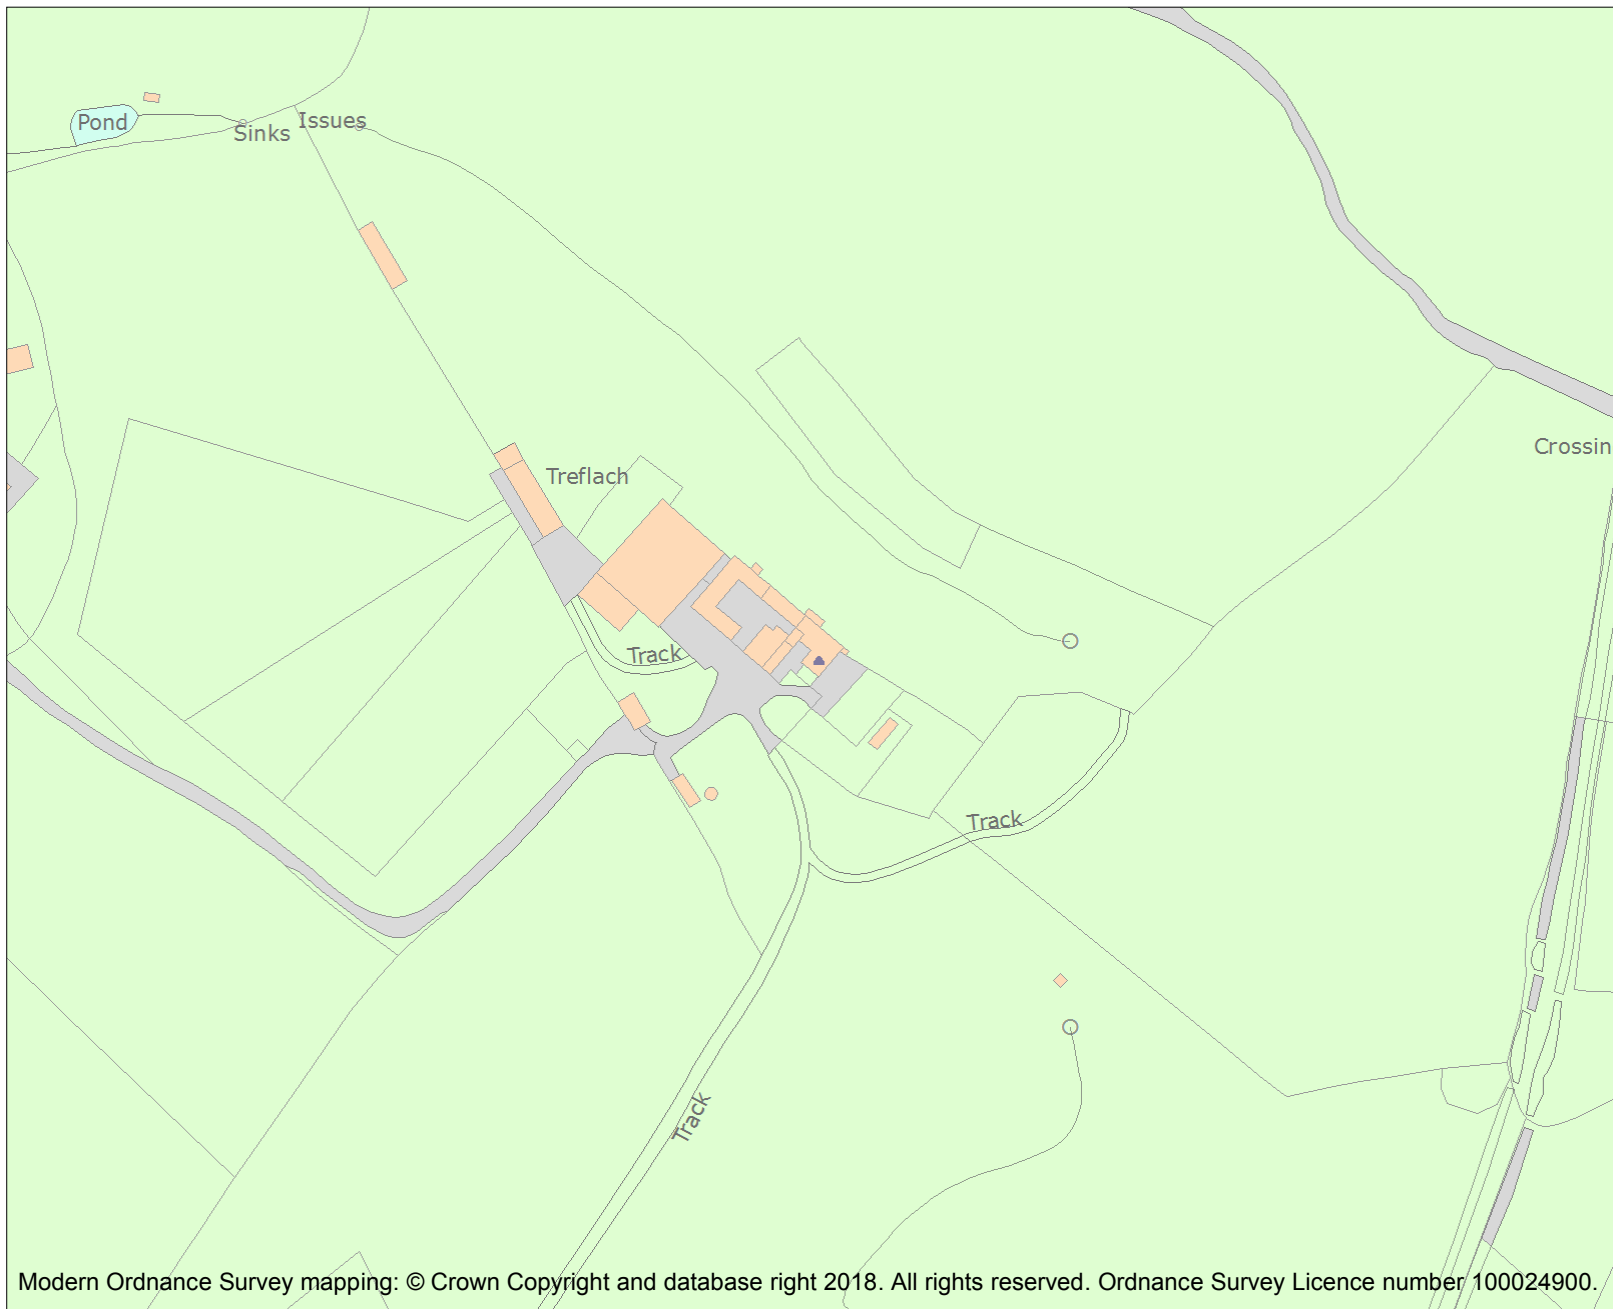 Pond
Sinks
Issues
Crossin
Treflach
Track
Track
Track
Modern Ordnance Survey mapping: © Crown Copyright and database right 2018. All rights reserved. Ordnance Survey Licence number 100024900.